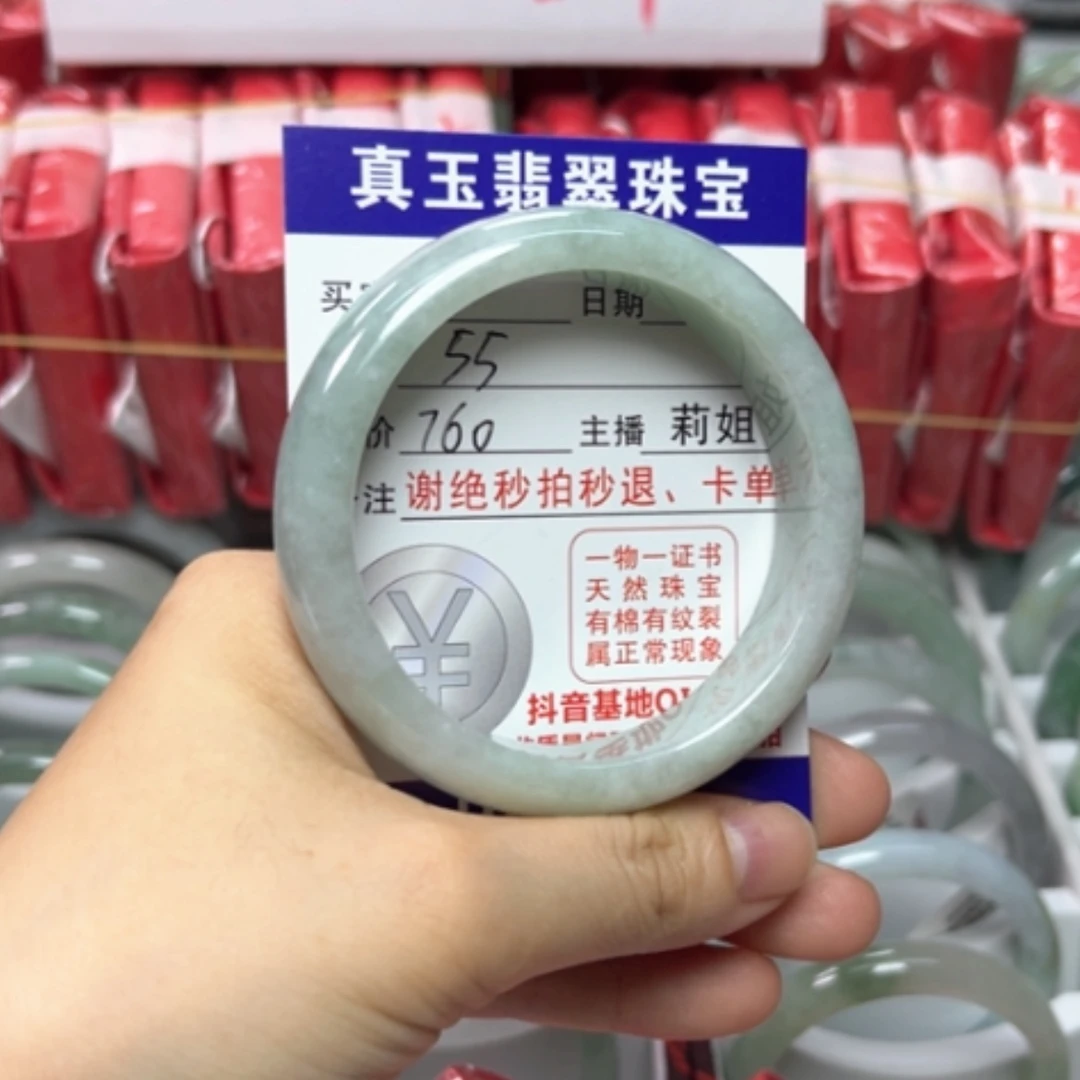 真玉翡翠珠宝
买 日期
55
价 760 主播 莉姐
注 谢绝秒拍秒退、卡单
一物一证书
天然珠宝
有棉有纹裂
属正常现象
¥
抖音基地